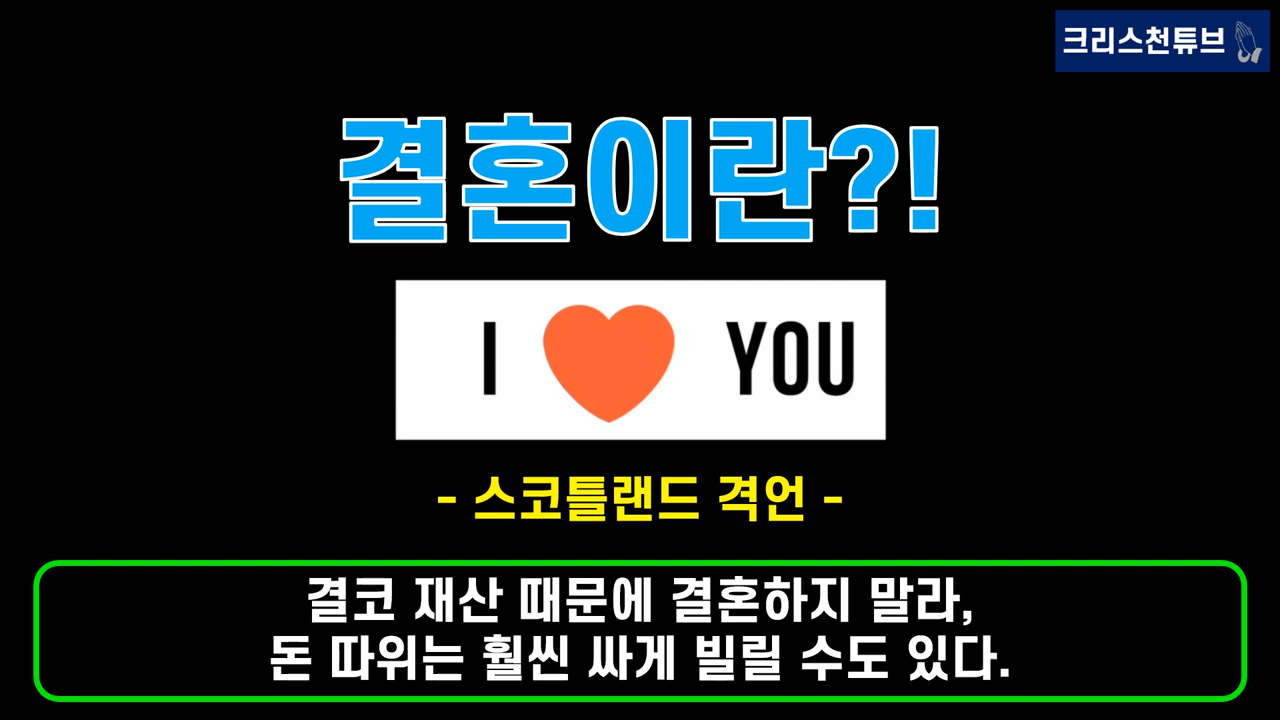 크리스천튜브
결혼이란?!
I YOU
- 스코틀랜드 격언 -
결코 재산 때문에 결혼하지 말라,
돈 따위는 훨씬 싸게 빌릴 수도 있다.